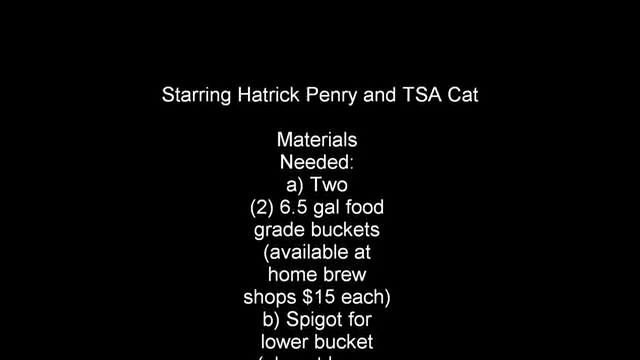 Starring Hatrick Penry and TSA Cat
Materials
Needed:
a) Two
(2) 6.5 gal food
grade buckets
(available at
home brew
shops $15 each)
b) Spigot for
lower bucket